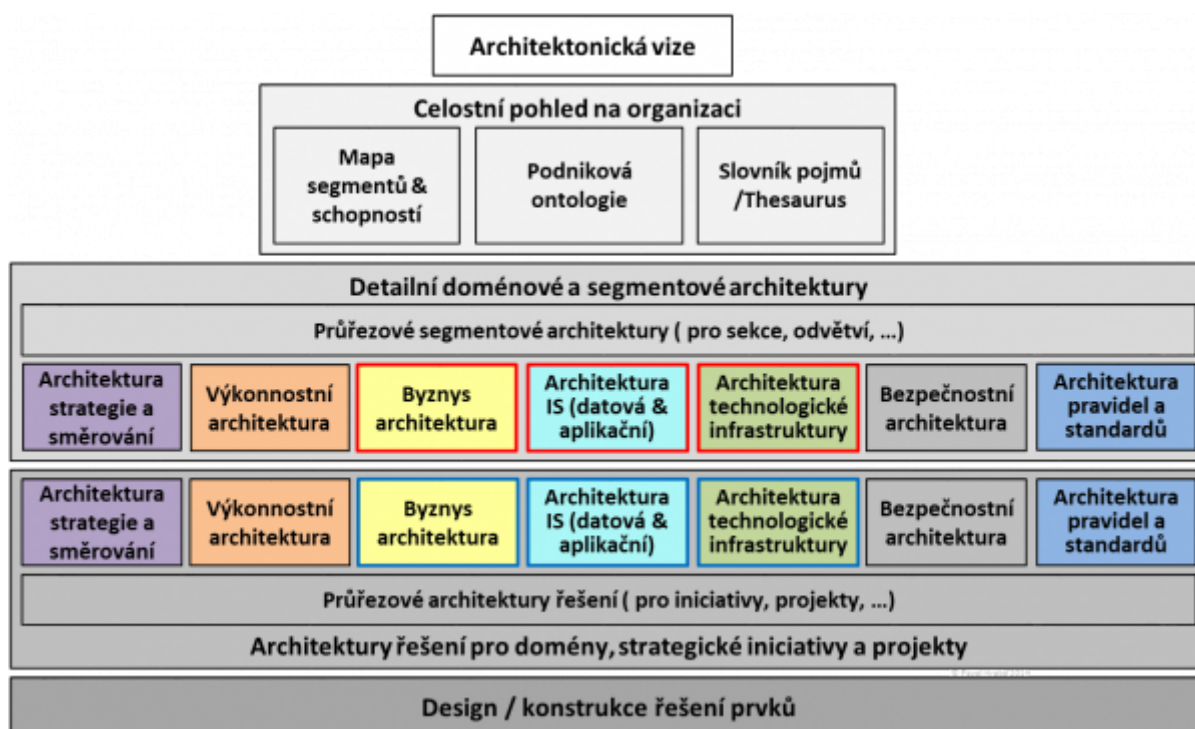 Architektonická vize
Celostní pohled na organizaci
Mapa
segmentů &
schopností
Podniková
ontologie
Slovník pojmů
/Thesaurus
Detailní doménové a segmentové architektury
Průřezové segmentové architektury ( pro sekce, odvětví, ...)
Architektura
strategie a
směrování
Výkonnostní
architektura
Byznys
architektura
Architektura
IS (datová &
aplikační)
Architektura
technologické
infrastruktury
Bezpečnostní
architektura
Architektura
pravidel a
standardů
Architektura
strategie a
směrování
Výkonnostní
architektura
Byznys
architektura
Architektura
IS (datová &
aplikační)
Architektura
technologické
infrastruktury
Bezpečnostní
architektura
Architektura
pravidel a
standardů
Průřezové architektury řešení ( pro iniciativy, projekty, ...)
Architektury řešení pro domény, strategické iniciativy a projekty
© Pavel Hrabě 2014
Design / konstrukce řešení prvků